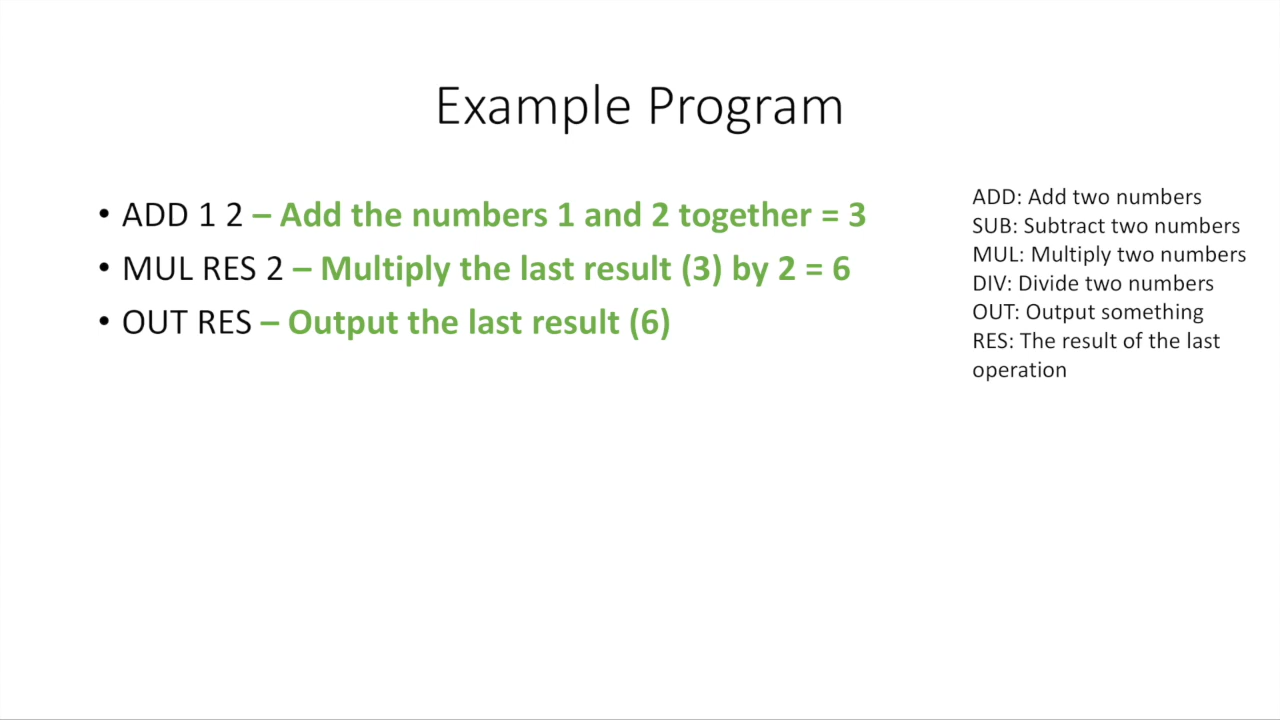 Example Program
• ADD 1 2 – Add the numbers 1 and 2 together = 3
• MUL RES 2 – Multiply the last result (3) by 2 = 6
• OUT RES – Output the last result (6)
ADD: Add two numbers
SUB: Subtract two numbers
MUL: Multiply two numbers
DIV: Divide two numbers
OUT: Output something
RES: The result of the last
operation